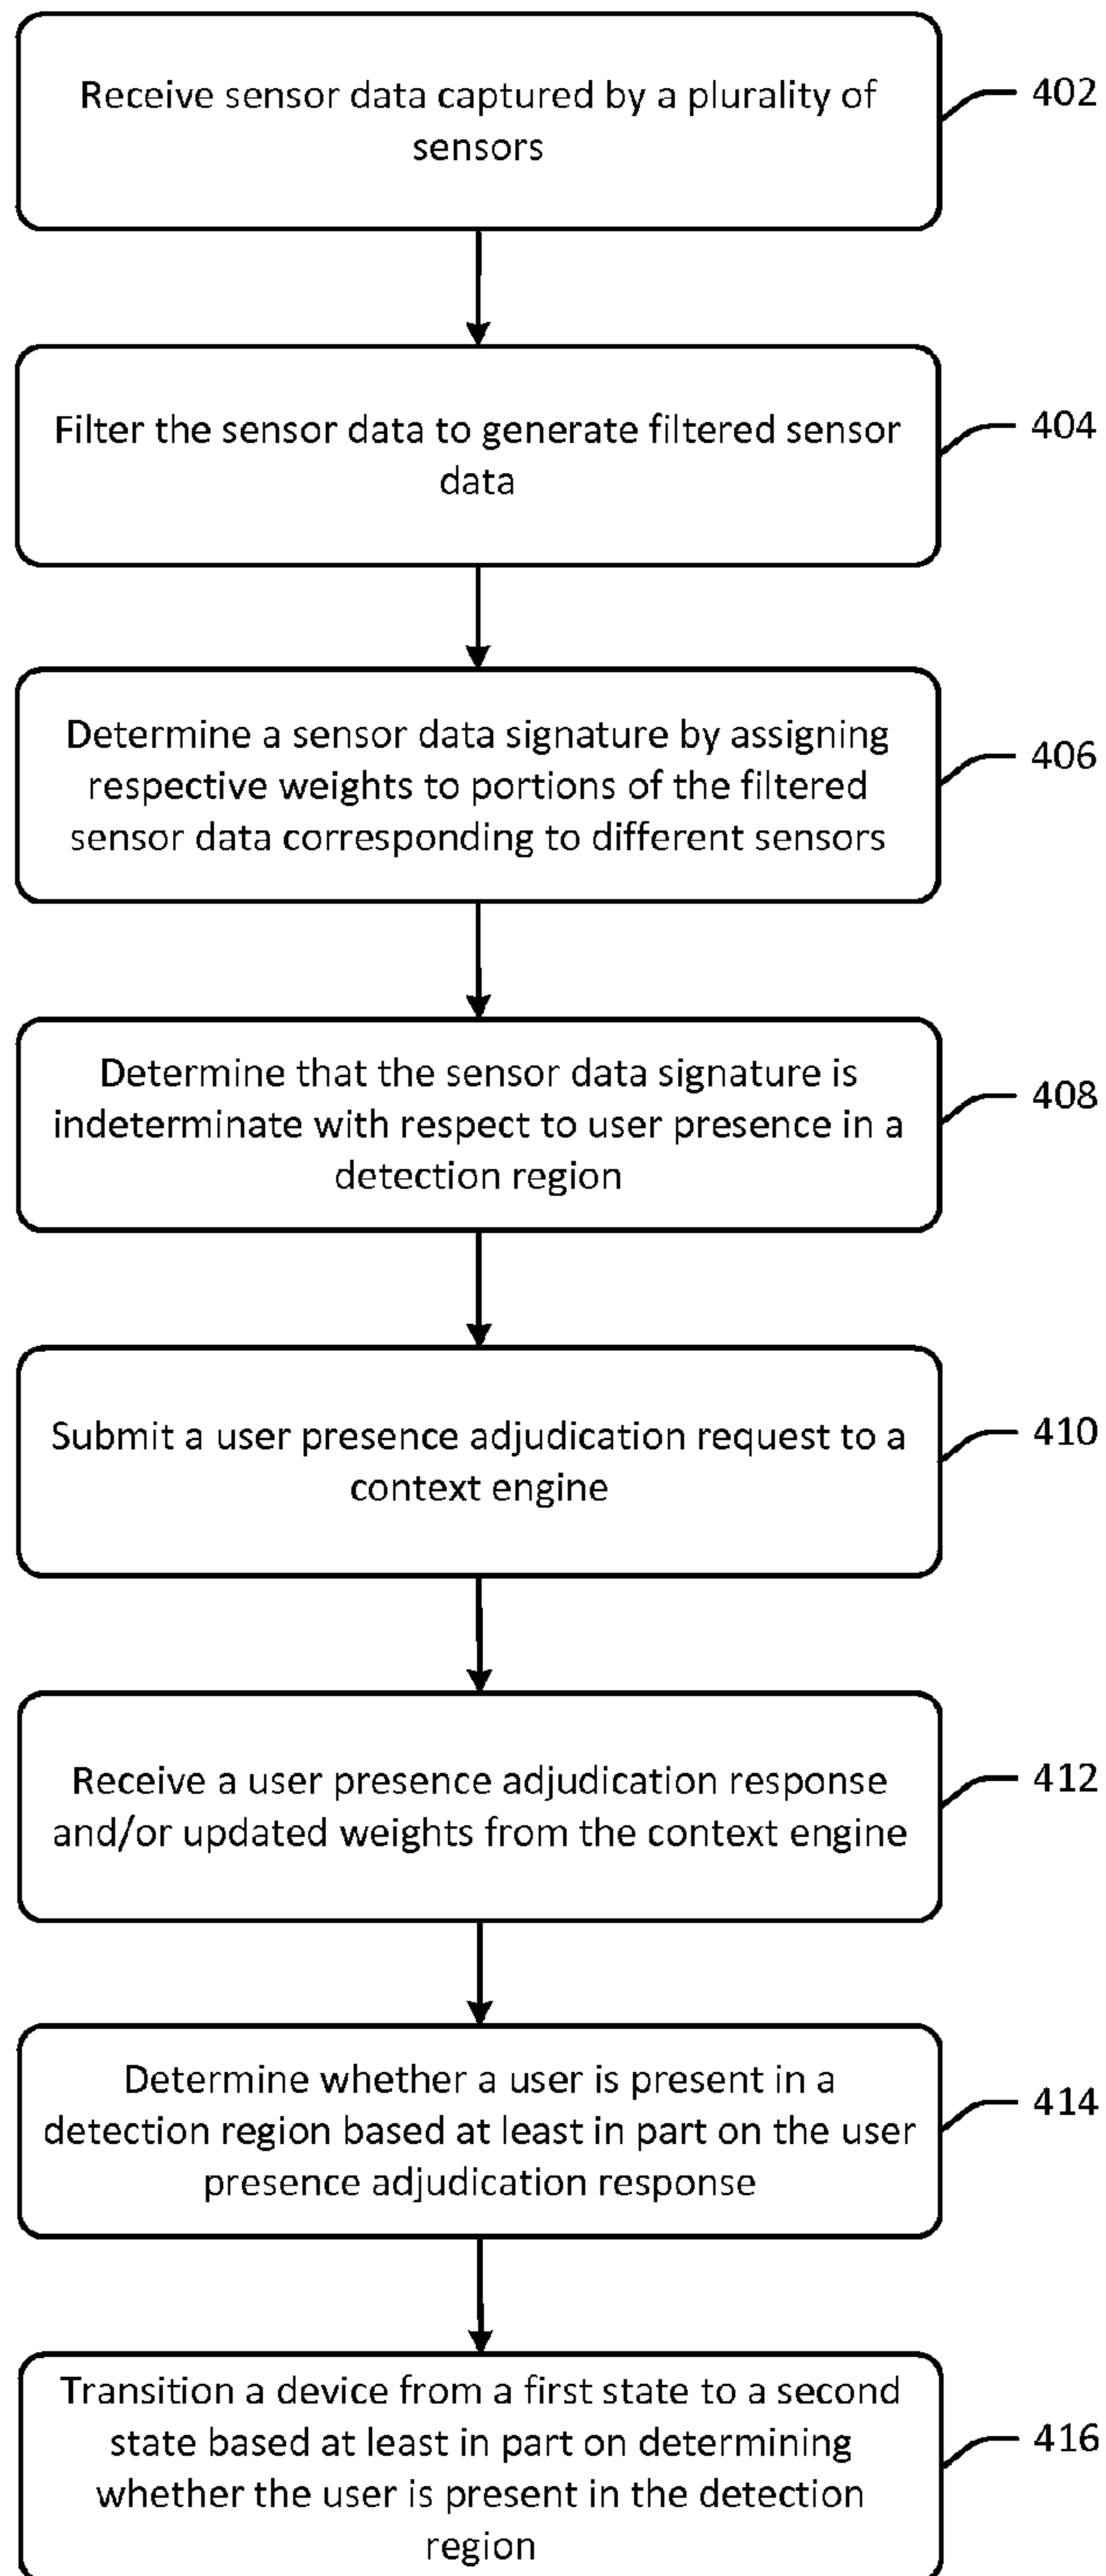 Receive sensor data captured by a plurality of
sensors
402
Filter the sensor data to generate filtered sensor
data
404
Determine a sensor data signature by assigning
respective weights to portions of the filtered
sensor data corresponding to different sensors
406
Determine that the sensor data signature is
indeterminate with respect to user presence in a
detection region
408
Submit a user presence adjudication request to a
context engine
410
Receive a user presence adjudication response
and/or updated weights from the context engine
412
Determine whether a user is present in a
detection region based at least in part on the user
presence adjudication response
414
Transition a device from a first state to a second
state based at least in part on determining
whether the user is present in the detection
region
416